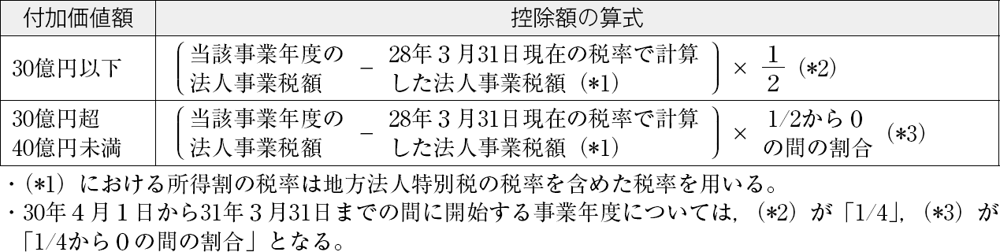 付加価値額 控除額の算式
30億円以下 (当該事業年度の法人事業税額 − 28年3月31日現在の税率で計算した法人事業税額(*1)) × 1/2 (*2)
30億円超40億円未満 (当該事業年度の法人事業税額 − 28年3月31日現在の税率で計算した法人事業税額(*1)) × 1/2から0の間の割合 (*3)
・(*1)における所得割の税率は地方法人特別税の税率を含めた税率を用いる。
・30年4月1日から31年3月31日までの間に開始する事業年度については,(*2)が「1/4」,(*3)が
「1/4から0の間の割合」となる。